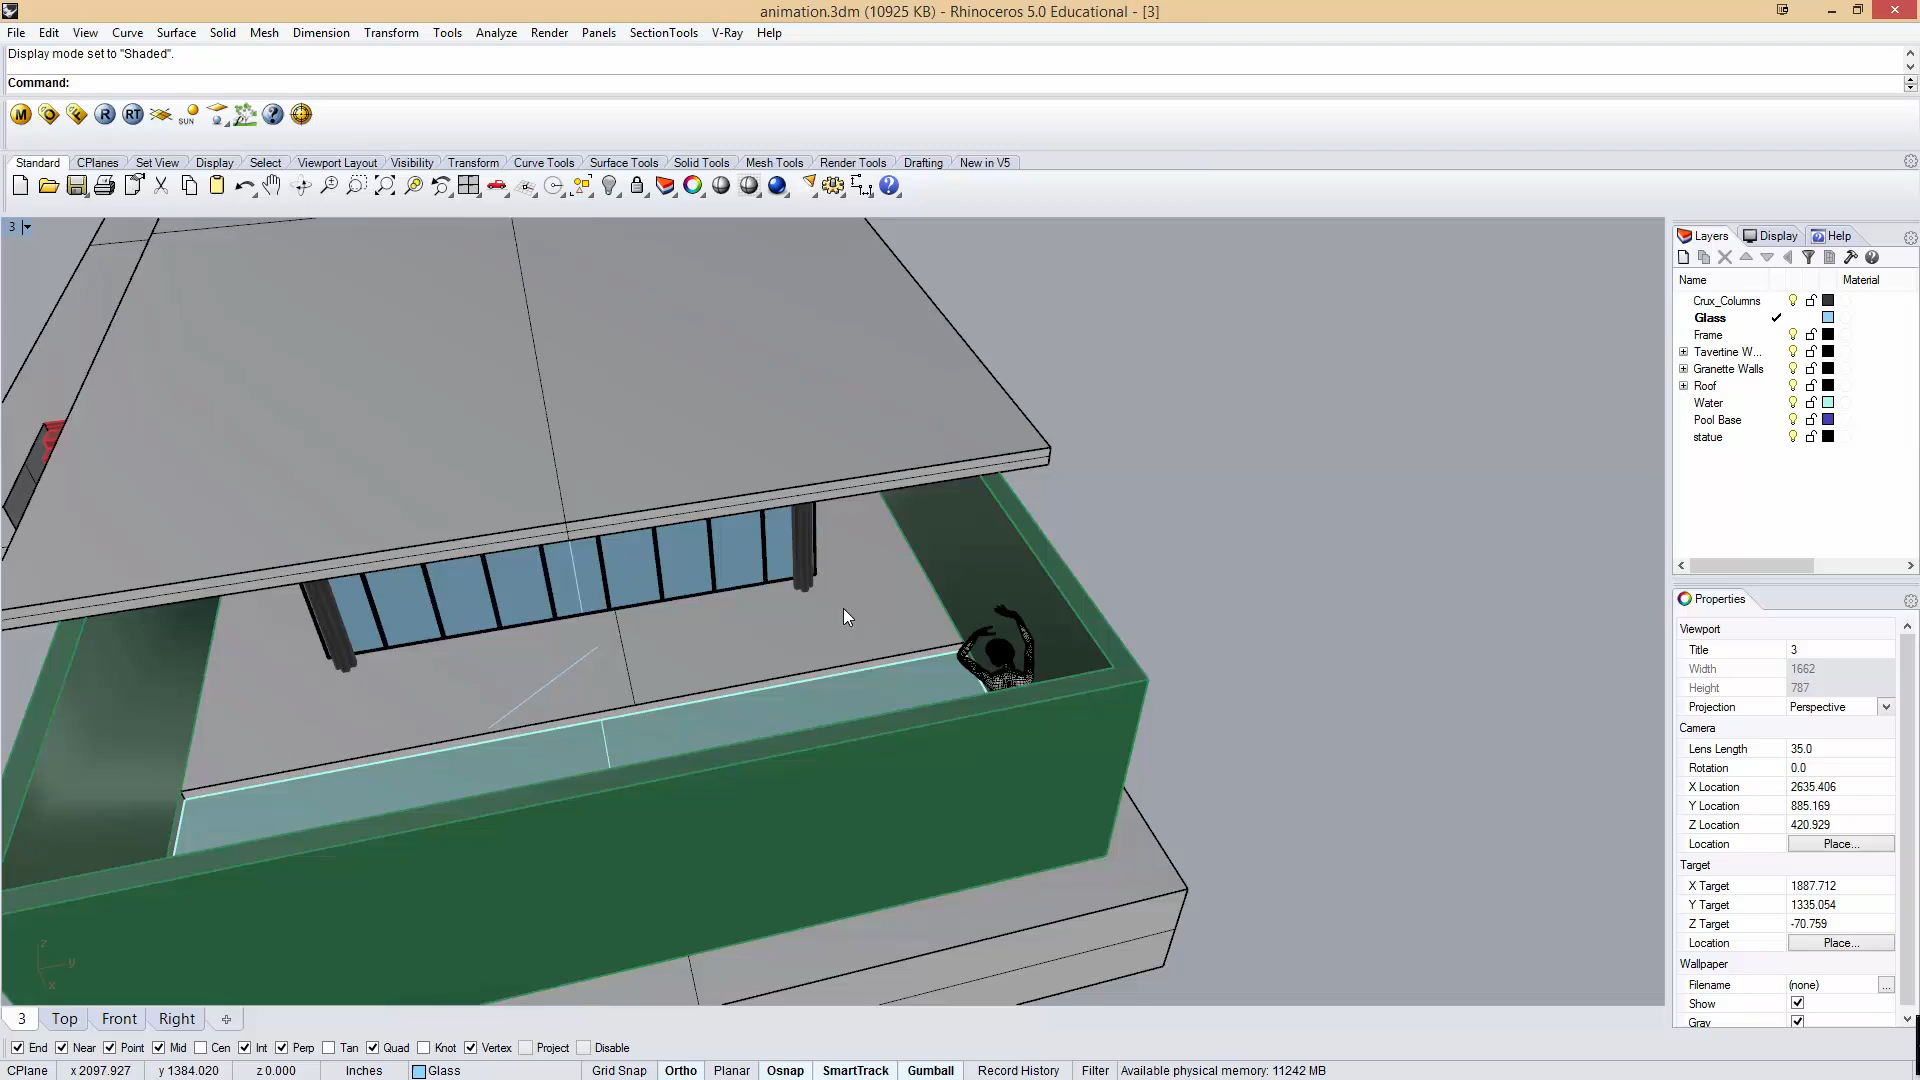 animation.3dm (10925 KB) - Rhinoceros 5.0 Educational - [3]
File Edit View Curve Surface Solid Mesh Dimension Transform Tools Analyze Render Panels SectionTools V-Ray Help
Display mode set to "Shaded".
Command:
M O R RT SUN ?
Standard CPlanes Set View Display Select Viewport Layout Visibility Transform Curve Tools Surface Tools Solid Tools Mesh Tools Render Tools Drafting New in V5
3
Layers Display Help
Name Material
Crux_Columns
Glass
Frame
Tavertine W...
Granette Walls
Roof
Water
Pool Base
statue
Properties
Viewport
Title 3
Width 1662
Height 787
Projection Perspective
Camera
Lens Length 35.0
Rotation 0.0
X Location 2635.406
Y Location 885.169
Z Location 420.929
Location Place...
Target
X Target 1887.712
Y Target 1335.054
Z Target -70.759
Location Place...
Wallpaper
Filename (none) ...
Show
Gray
z
y
x
3 Top Front Right
End Near Point Mid Cen Int Perp Tan Quad Knot Vertex Project Disable
CPlane x 2097.927 y 1384.020 z 0.000 Inches Glass Grid Snap Ortho Planar Osnap SmartTrack Gumball Record History Filter Available physical memory: 11242 MB